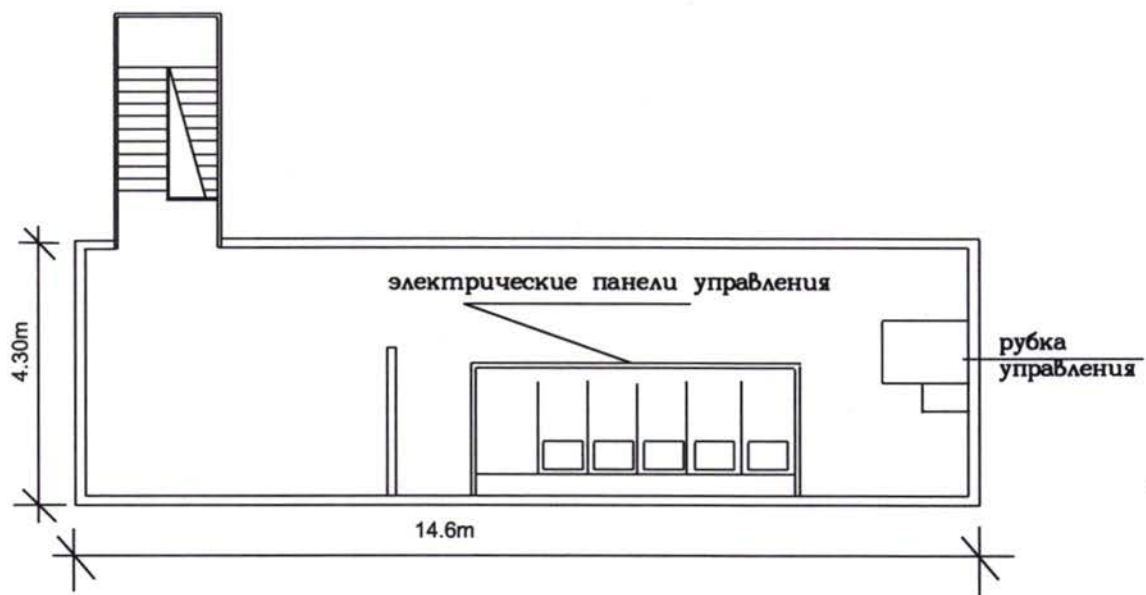 электрические панели управления
рубка
управления
4.30m
14.6m